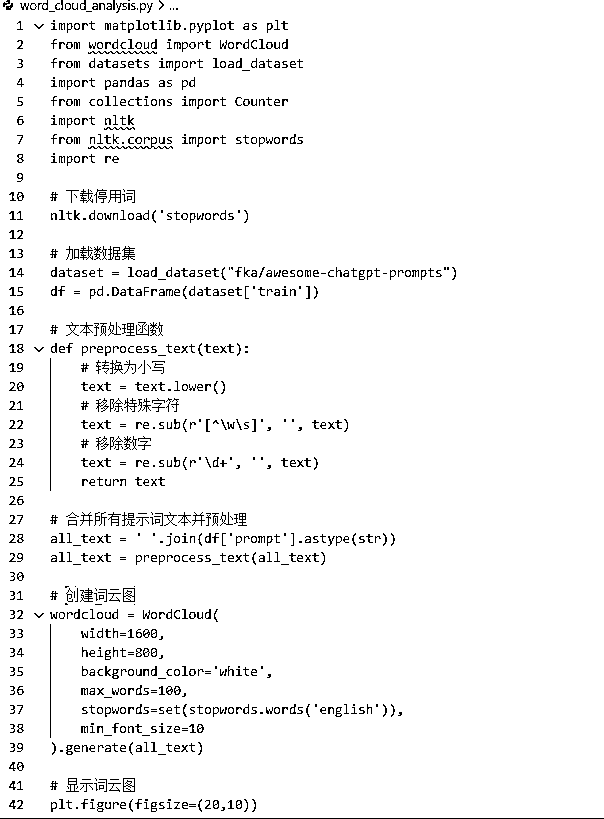 word_cloud_analysis.py > ...
1 import matplotlib.pyplot as plt
2 from wordcloud import WordCloud
3 from datasets import load_dataset
4 import pandas as pd
5 from collections import Counter
6 import nltk
7 from nltk.corpus import stopwords
8 import re
9
10 # 下载停用词
11 nltk.download('stopwords')
12
13 # 加载数据集
14 dataset = load_dataset("fka/awesome-chatgpt-prompts")
15 df = pd.DataFrame(dataset['train'])
16
17 # 文本预处理函数
18 def preprocess_text(text):
19     # 转换为小写
20     text = text.lower()
21     # 移除特殊字符
22     text = re.sub(r'[^\w\s]', '', text)
23     # 移除数字
24     text = re.sub(r'\d+', '', text)
25     return text
26
27 # 合并所有提示词文本并预处理
28 all_text = ' '.join(df['prompt'].astype(str))
29 all_text = preprocess_text(all_text)
30
31 # 创建词云图
32 wordcloud = WordCloud(
33     width=1600,
34     height=800,
35     background_color='white',
36     max_words=100,
37     stopwords=set(stopwords.words('english')),
38     min_font_size=10
39 ).generate(all_text)
40
41 # 显示词云图
42 plt.figure(figsize=(20,10))